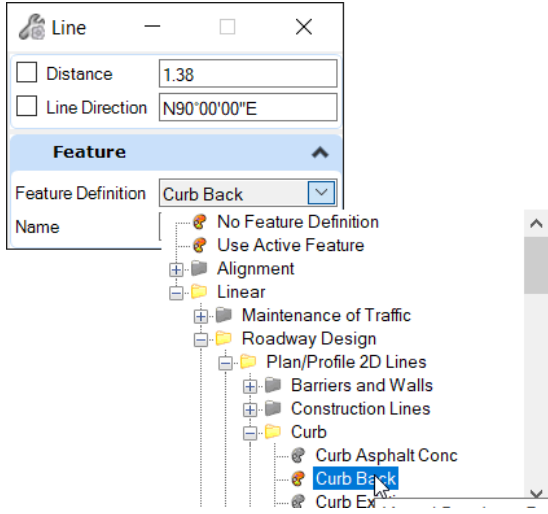 Line
Distance 1.38
Line Direction N90°00'00"E
Feature
Feature Definition Curb Back
Name
No Feature Definition
Use Active Feature
Alignment
Linear
Maintenance of Traffic
Roadway Design
Plan/Profile 2D Lines
Barriers and Walls
Construction Lines
Curb
Curb Asphalt Conc
Curb Back
Curb